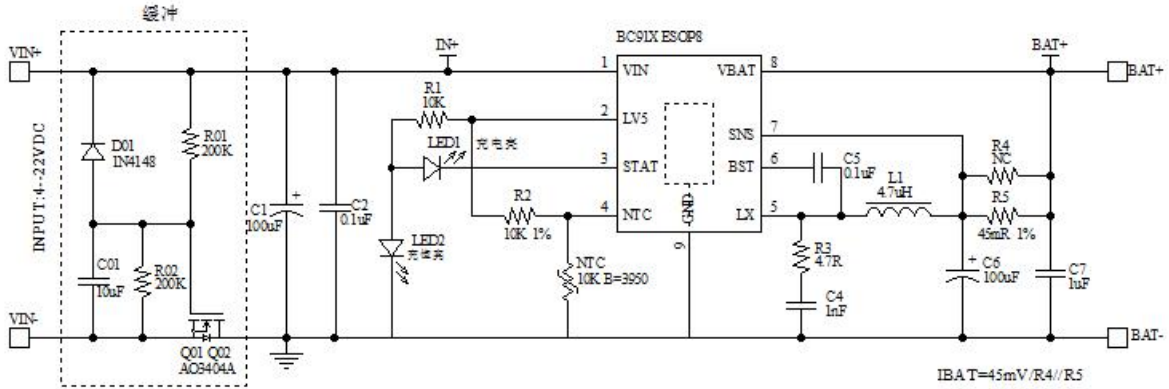 缓冲
VIN+
IN+
BC91X ESOP8
BAT+
BAT+
1
VIN
VBAT
8
R1
10K
2
LV5
SNS
7
D01
1N4148
R01
200K
LED1
充电亮
3
STAT
BST
6
C5
0.1uF
L1
4.7uH
R4
NC
INPUT:4--22VDC
C1
100uF
+
C2
0.1uF
R2
10K 1%
4
NTC
LX
5
R5
45mR 1%
GND
9
LED2
R3
4.7R
C01
10uF
R02
200K
NTC
10K B=3950
+
C6
100uF
C7
1uF
C4
1nF
VIN-
BAT-
Q01 Q02
AO3404A
IBAT=45mV/R4//R5